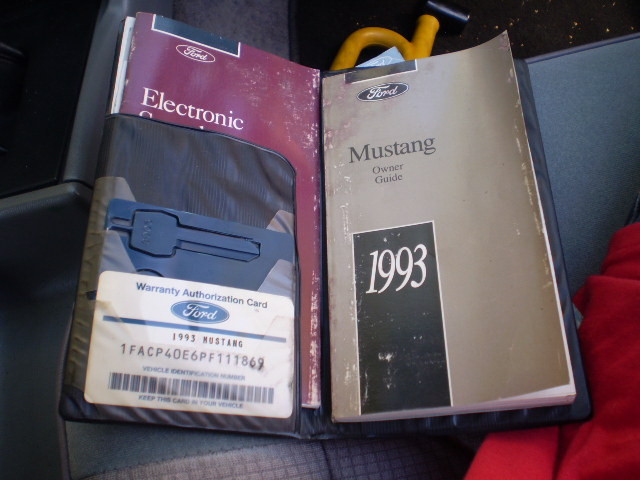 Ford
Electronic
Warranty Authorization Card
Ford
1993 MUSTANG
1FACP40E6PF111869
VEHICLE IDENTIFICATION NUMBER
KEEP THIS CARD IN YOUR VEHICLE
Ford
Mustang
Owner
Guide
1993